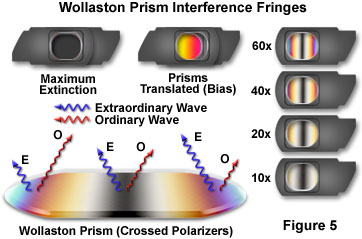 Wollaston Prism Interference Fringes
Maximum
Extinction
Prisms
Translated (Bias)
60x
40x
20x
10x
Extraordinary Wave
Ordinary Wave
E
O
E
O
E
O
Wollaston Prism (Crossed Polarizers)
Figure 5